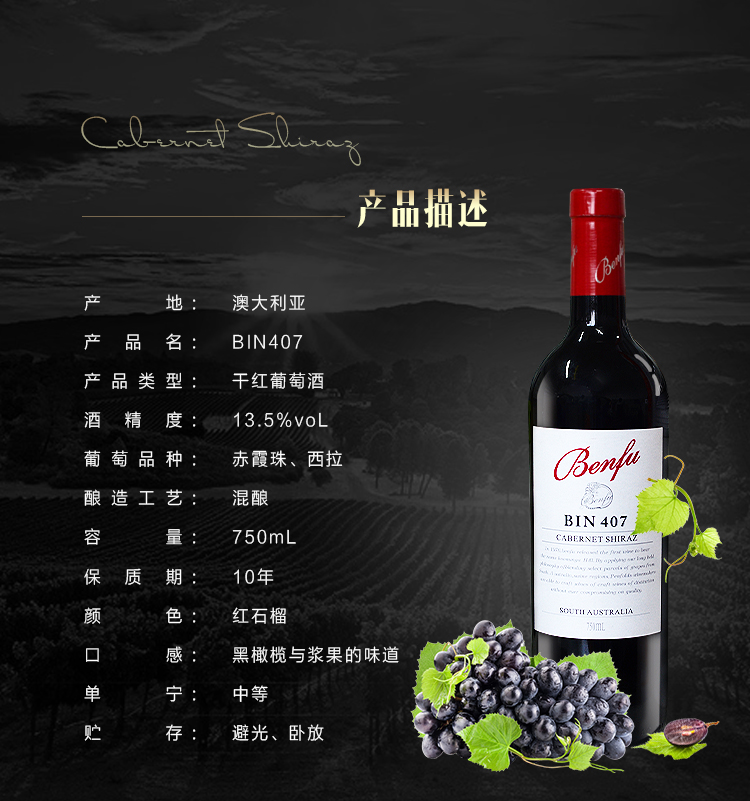 Cabernet Shiraz
产品描述
产地：澳大利亚
产品名：BIN407
产品类型：干红葡萄酒
酒精度：13.5%voL
葡萄品种：赤霞珠、西拉
酿造工艺：混酿
容量：750mL
保质期：10年
颜色：红石榴
口感：黑橄榄与浆果的味道
单宁：中等
贮存：避光、卧放
Benfu
Benfu
Benfu
BIN 407
CABERNET SHIRAZ
SOUTH AUSTRALIA
750mL